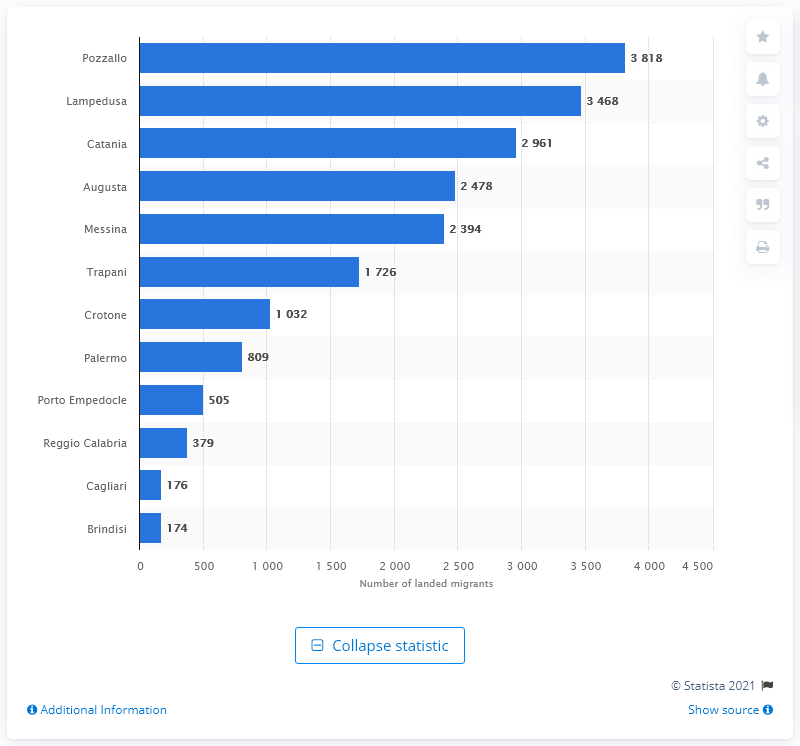 Pozzallo 3 818
Lampedusa 3 468
Catania 2 961
Augusta 2 478
Messina 2 394
Trapani 1 726
Crotone 1 032
Palermo 809
Porto Empedocle 505
Reggio Calabria 379
Cagliari 176
Brindisi 174
0 500 1 000 1 500 2 000 2 500 3 000 3 500 4 000 4 500
Number of landed migrants
Collapse statistic
© Statista 2021
Additional Information Show source